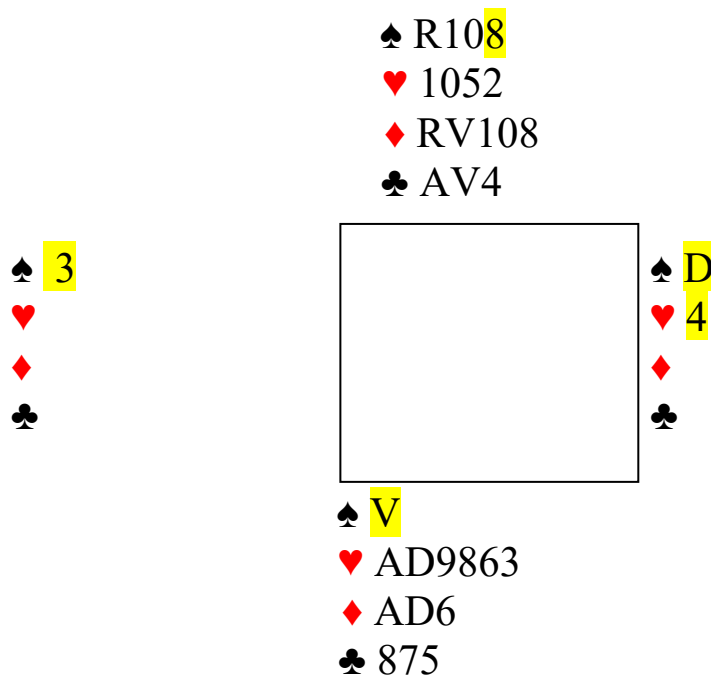 ♠ R108
♥ 1052
♦ RV108
♣ AV4
♠ 3
♥
♦
♣
♠ D
♥ 4
♦
♣
♠ V
♥ AD9863
♦ AD6
♣ 875